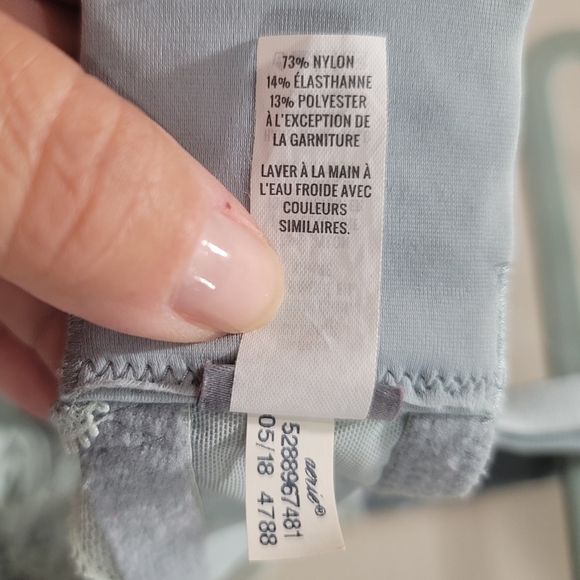 73% NYLON
14% ÉLASTHANNE
13% POLYESTER
À L'EXCEPTION DE
LA GARNITURE
LAVER À LA MAIN À
L'EAU FROIDE AVEC
COULEURS
SIMILAIRES.
aerie®
5288967481
05/18 4788